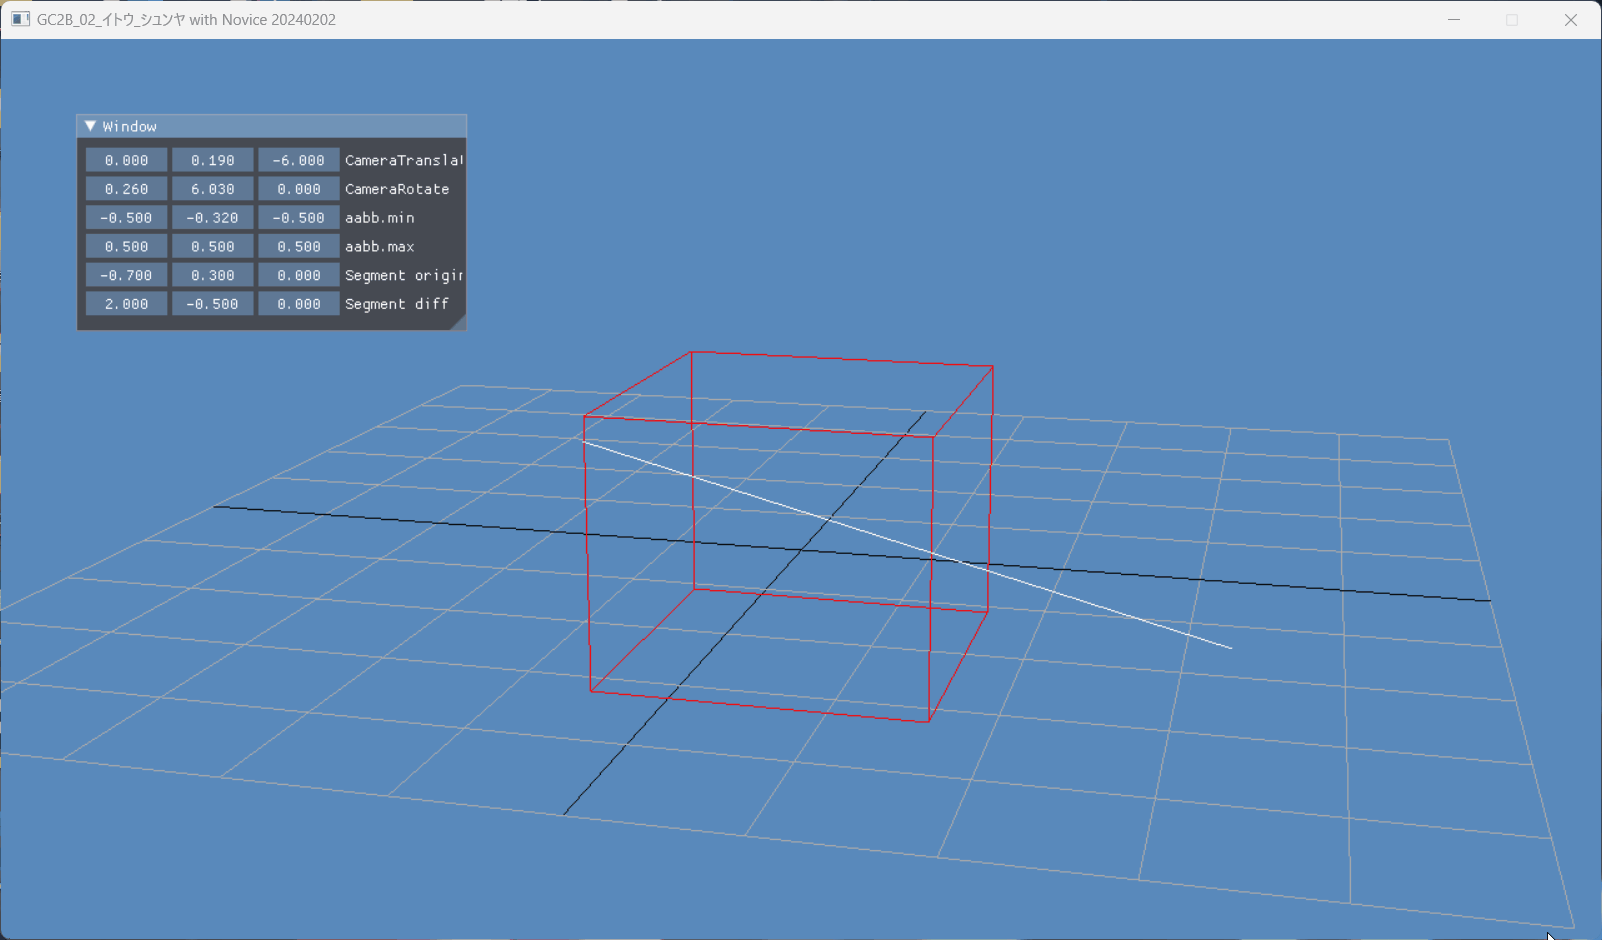 GC2B_02_イトウ_シュンヤ with Novice 20240202
Window
0.000 0.190 -6.000 CameraTransla
0.260 6.030 0.000 CameraRotate
-0.500 -0.320 -0.500 aabb.min
0.500 0.500 0.500 aabb.max
-0.700 0.300 0.000 Segment origin
2.000 -0.500 0.000 Segment diff